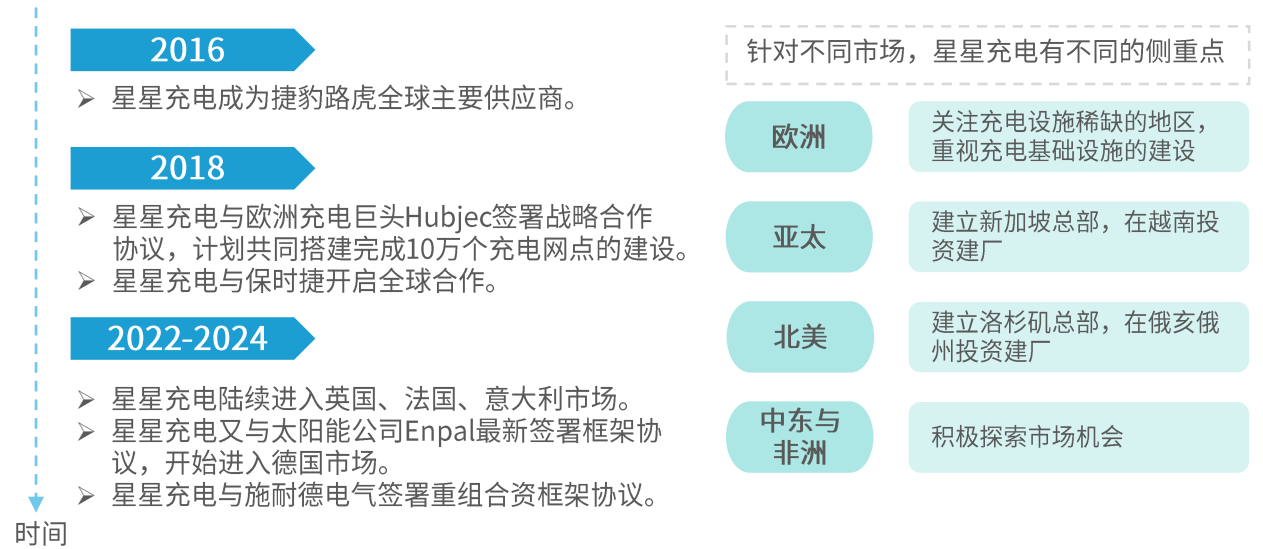 2016
星星充电成为捷豹路虎全球主要供应商。
2018
星星充电与欧洲充电巨头Hubjec签署战略合作
协议，计划共同搭建完成10万个充电网点的建设。
星星充电与保时捷开启全球合作。
2022-2024
星星充电陆续进入英国、法国、意大利市场。
星星充电又与太阳能公司Enpal最新签署框架协
议，开始进入德国市场。
星星充电与施耐德电气签署重组合资框架协议。
时间
针对不同市场，星星充电有不同的侧重点
欧洲
关注充电设施稀缺的地区，
重视充电基础设施的建设
亚太
建立新加坡总部，在越南投
资建厂
北美
建立洛杉矶总部，在俄亥俄
州投资建厂
中东与
非洲
积极探索市场机会